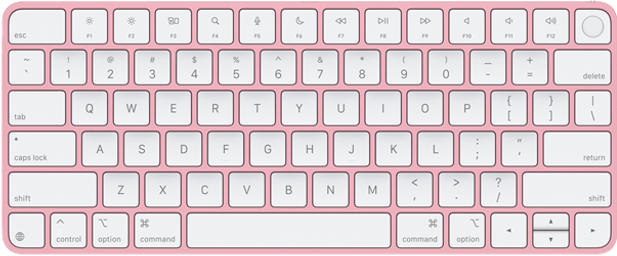 esc F1 F2 F3 F4 F5 F6 F7 F8 F9 F10 F11 F12
~ ! @ # $ % ^ & * ( ) _ +
` 1 2 3 4 5 6 7 8 9 0 - = delete
Q W E R T Y U I O P { } |
tab [ ] \
A S D F G H J K L : "
caps lock ; ' return
Z X C V B N M < > ?
shift , . / shift
^ ⌥ ⌘ ⌘ ⌥
control option command command option